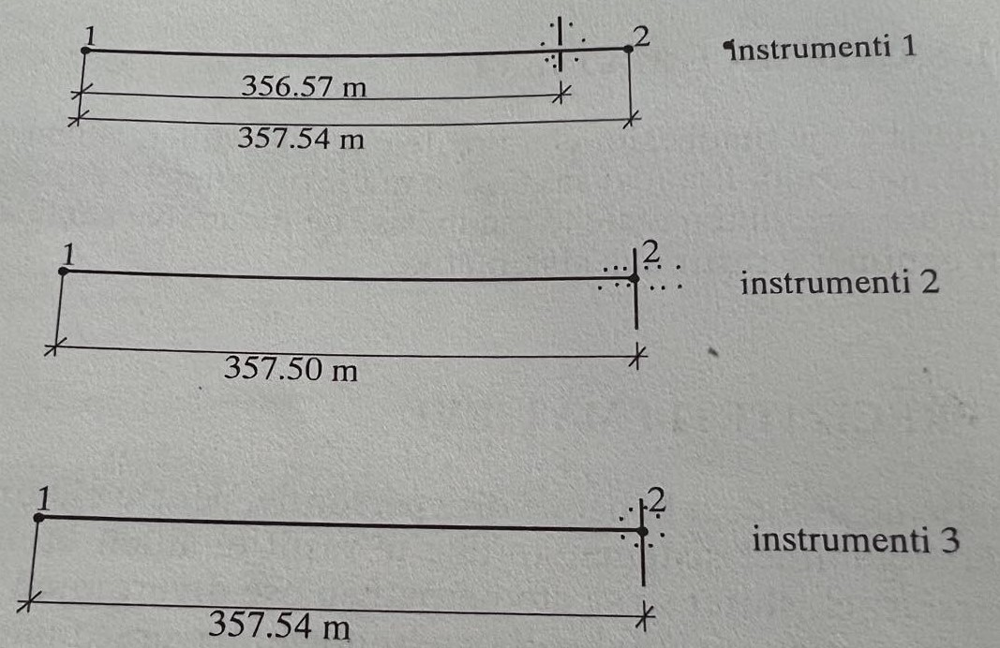 1 2 instrumenti 1
356.57 m
357.54 m
1 2 instrumenti 2
357.50 m
1 2 instrumenti 3
357.54 m